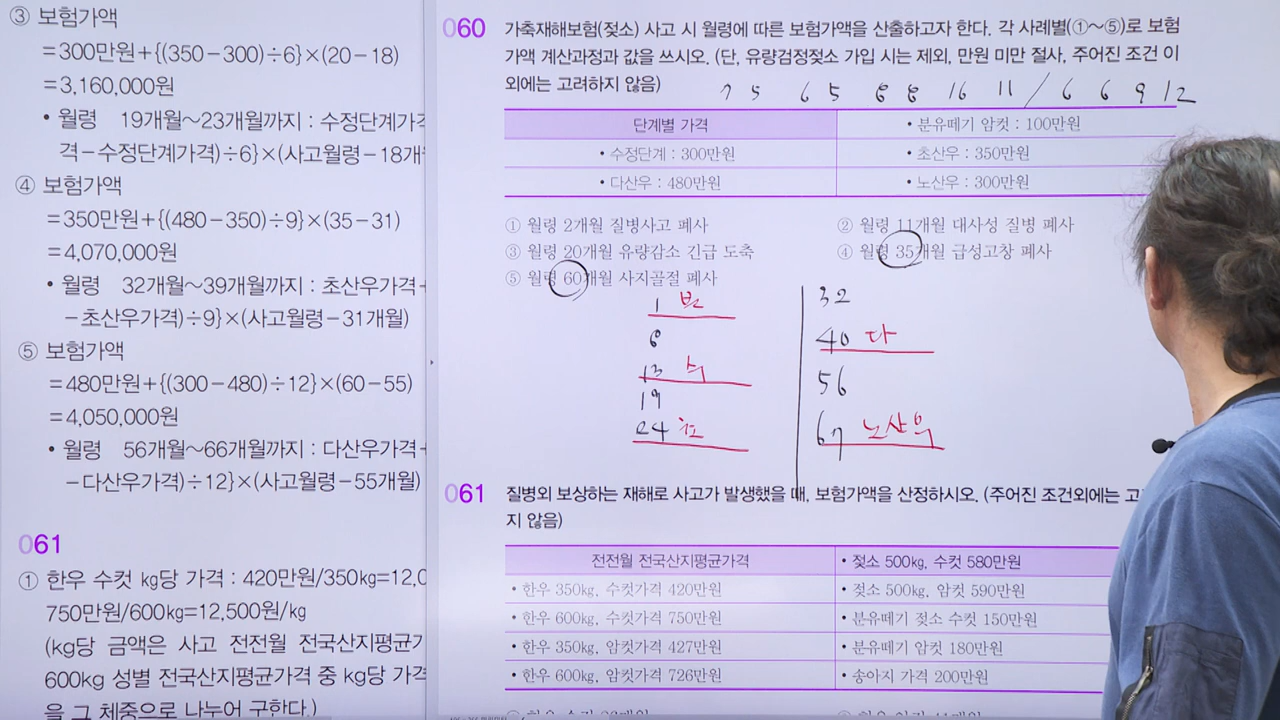 ③ 보험가액
=300만원+{(350-300)÷6}×(20-18)
=3,160,000원
• 월령 19개월~23개월까지 : 수정단계가격
격-수정단계가격)÷6}×(사고월령-18개월
④ 보험가액
=350만원+{(480-350)÷9}×(35-31)
=4,070,000원
• 월령 32개월~39개월까지 : 초산우가격+
-초산우가격)÷9}×(사고월령-31개월)
⑤ 보험가액
=480만원+{(300-480)÷12}×(60-55)
=4,050,000원
• 월령 56개월~66개월까지 : 다산우가격+
-다산우가격)÷12}×(사고월령-55개월)
061
① 한우 수컷 kg당 가격 : 420만원/350kg=12,0
750만원/600kg=12,500원/kg
(kg당 금액은 사고 전전월 전국산지평균가
600kg 성별 전국산지평균가격 중 kg당 가격
을 그 체중으로 나누어 구한다.)
060 가축재해보험(젖소) 사고 시 월령에 따른 보험가액을 산출하고자 한다. 각 사례별(①~⑤)로 보험
가액 계산과정과 값을 쓰시오. (단, 유량검정젖소 가입 시는 제외, 만원 미만 절사, 주어진 조건 이
외에는 고려하지 않음)
7 5 6 5 8 8 16 11 / 6 6 9 12
단계별 가격 • 분유떼기 암컷 : 100만원
• 수정단계 : 300만원 • 초산우 : 350만원
• 다산우 : 480만원 • 노산우 : 300만원
① 월령 2개월 질병사고 폐사 ② 월령 11개월 대사성 질병 폐사
③ 월령 20개월 유량감소 긴급 도축 ④ 월령 35개월 급성고창 폐사
⑤ 월령 60개월 사지골절 폐사
1 분
8
13 수
19
24 초
32
40 다
56
67 노산우
061 질병외 보상하는 재해로 사고가 발생했을 때, 보험가액을 산정하시오. (주어진 조건외에는 고
지 않음)
전전월 전국산지평균가격 • 젖소 500kg, 수컷 580만원
• 한우 350kg, 수컷가격 420만원 • 젖소 500kg, 암컷 590만원
• 한우 600kg, 수컷가격 750만원 • 분유떼기 젖소 수컷 150만원
• 한우 350kg, 암컷가격 427만원 • 분유떼기 암컷 180만원
• 한우 600kg, 암컷가격 726만원 • 송아지 가격 200만원